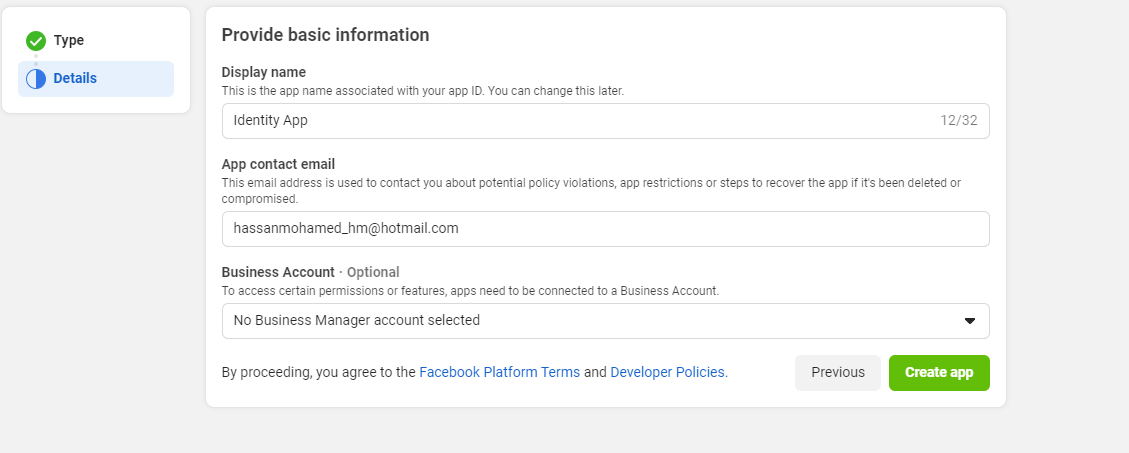 Type
Details
Provide basic information
Display name
This is the app name associated with your app ID. You can change this later.
Identity App 12/32
App contact email
This email address is used to contact you about potential policy violations, app restrictions or steps to recover the app if it's been deleted or
compromised.
hassanmohamed_hm@hotmail.com
Business Account · Optional
To access certain permissions or features, apps need to be connected to a Business Account.
No Business Manager account selected
By proceeding, you agree to the Facebook Platform Terms and Developer Policies. Previous Create app